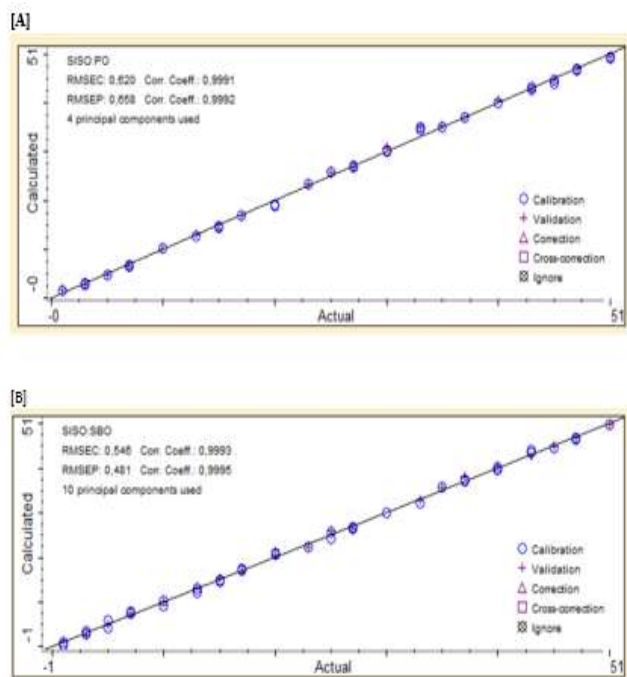 [A]
51
SISO:PO
RMSEC: 0,620 Corr. Coeff.: 0,9991
RMSEP: 0,658 Corr. Coeff.: 0,9992
4 principal components used
Calculated
Calibration
Validation
Correction
Cross-correction
Ignore
-0
-0
Actual
51
[B]
51
SISO:SBO
RMSEC: 0,546 Corr. Coeff.: 0,9993
RMSEP: 0,481 Corr. Coeff.: 0,9995
10 principal components used
Calculated
Calibration
Validation
Correction
Cross-correction
Ignore
-1
-1
Actual
51